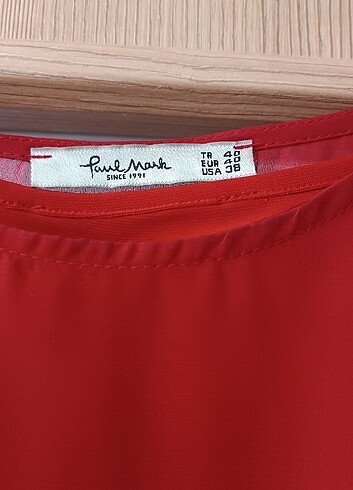 Paul Mark
SINCE 1991
TR 40
EUR 40
USA 38